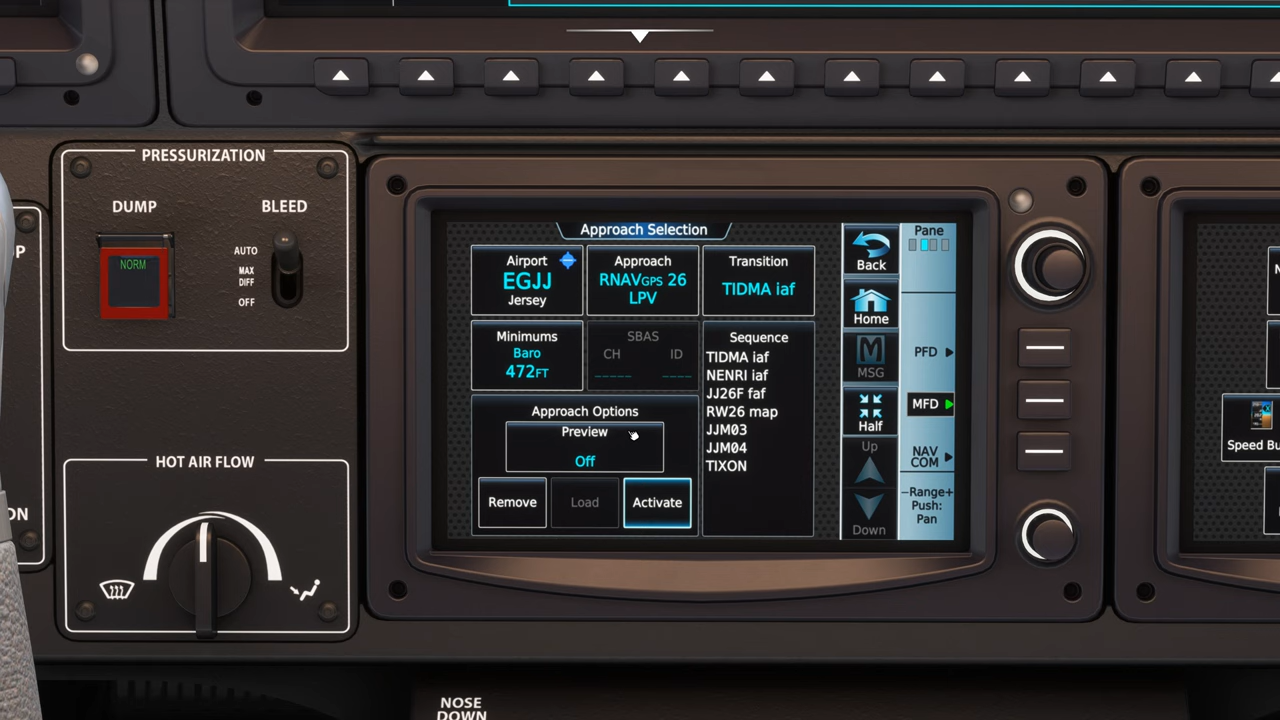 PRESSURIZATION
DUMP
BLEED
NORM
AUTO
MAX
DIFF
OFF
HOT AIR FLOW
P
ON
Approach Selection
Airport
EGJJ
Jersey
Approach
RNAVGPS 26
LPV
Transition
TIDMA iaf
Minimums
Baro
472FT
SBAS
CH ID
_____ ____
Sequence
TIDMA iaf
NENRI iaf
JJ26F faf
RW26 map
JJM03
JJM04
TIXON
Approach Options
Preview
Off
Remove
Load
Activate
Back
Home
MSG
Half
Up
Down
Pane
PFD
MFD
NAV
COM
−Range+
Push:
Pan
NOSE
DOWN
Speed Bu